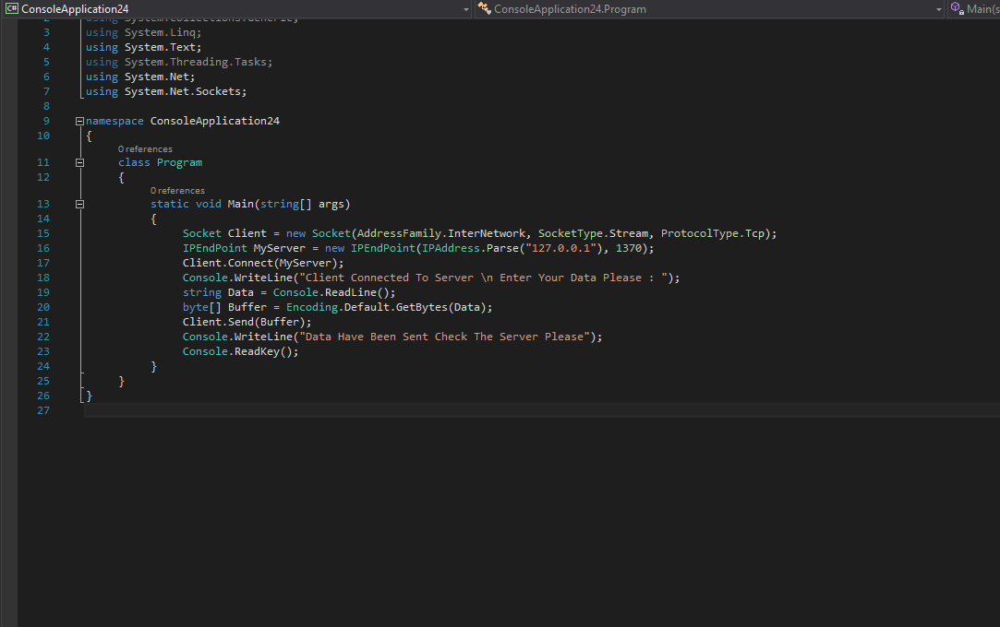 C# ConsoleApplication24 ConsoleApplication24.Program Main(s
2 using System.Collections.Generic;
3 using System.Linq;
4 using System.Text;
5 using System.Threading.Tasks;
6 using System.Net;
7 using System.Net.Sockets;
8
9 namespace ConsoleApplication24
10 {
0 references
11 class Program
12 {
0 references
13 static void Main(string[] args)
14 {
15 Socket Client = new Socket(AddressFamily.InterNetwork, SocketType.Stream, ProtocolType.Tcp);
16 IPEndPoint MyServer = new IPEndPoint(IPAddress.Parse("127.0.0.1"), 1370);
17 Client.Connect(MyServer);
18 Console.WriteLine("Client Connected To Server \n Enter Your Data Please : ");
19 string Data = Console.ReadLine();
20 byte[] Buffer = Encoding.Default.GetBytes(Data);
21 Client.Send(Buffer);
22 Console.WriteLine("Data Have Been Sent Check The Server Please");
23 Console.ReadKey();
24 }
25 }
26 }
27